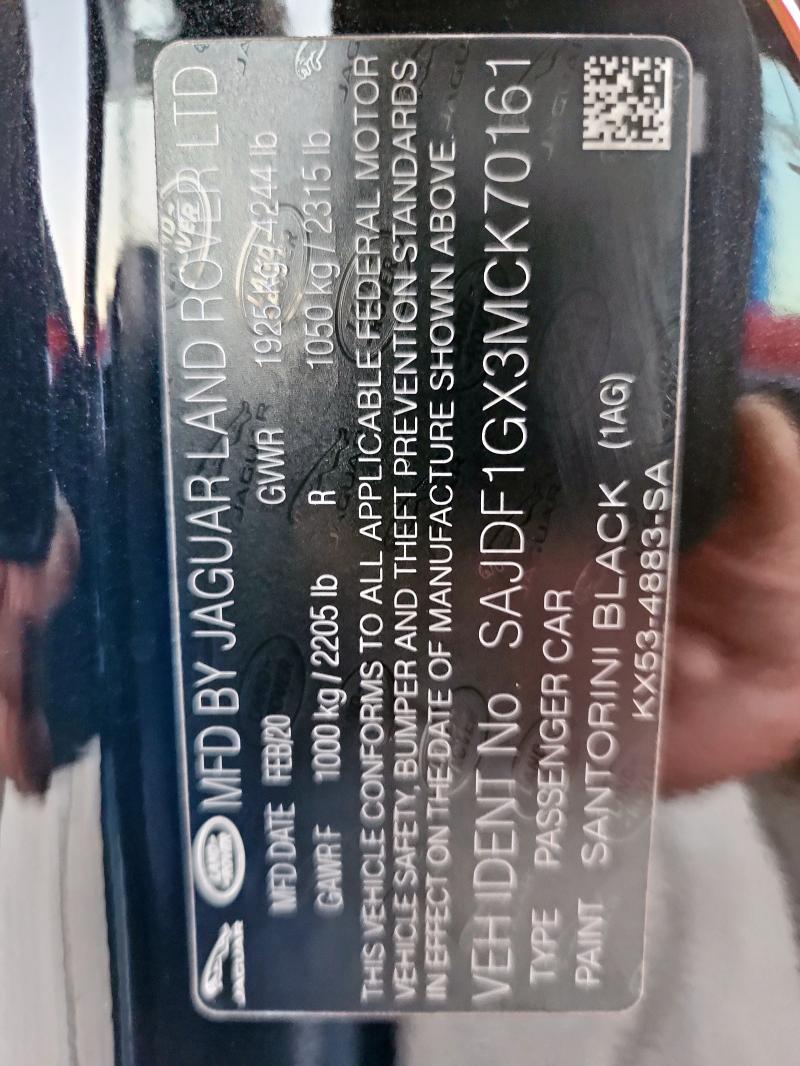 JAGUAR LAND ROVER MFD BY JAGUAR LAND ROVER LTD
MFD DATE FEB/20 GVWR 1925 kg 4244 lb
GAWR F 1000 kg / 2205 lb R 1050 kg / 2315 lb
THIS VEHICLE CONFORMS TO ALL APPLICABLE FEDERAL MOTOR
VEHICLE SAFETY, BUMPER AND THEFT PREVENTION STANDARDS
IN EFFECT ON THE DATE OF MANUFACTURE SHOWN ABOVE.
VEH IDENT No. SAJDF1GX3MCK70161
TYPE PASSENGER CAR
PAINT SANTORINI BLACK (1AG)
KX53-4883-SA